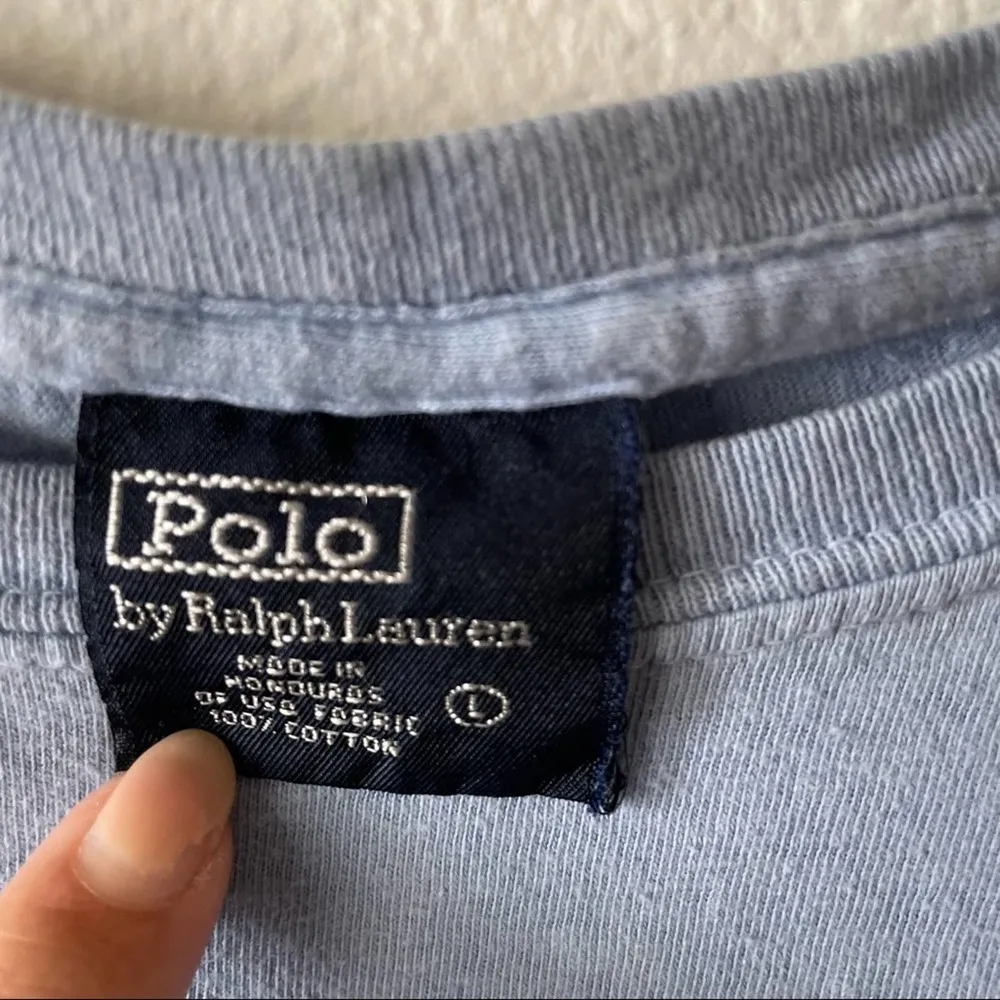 Polo
by Ralph Lauren
MADE IN
HONDURAS
OF USA FABRIC
100% COTTON
L